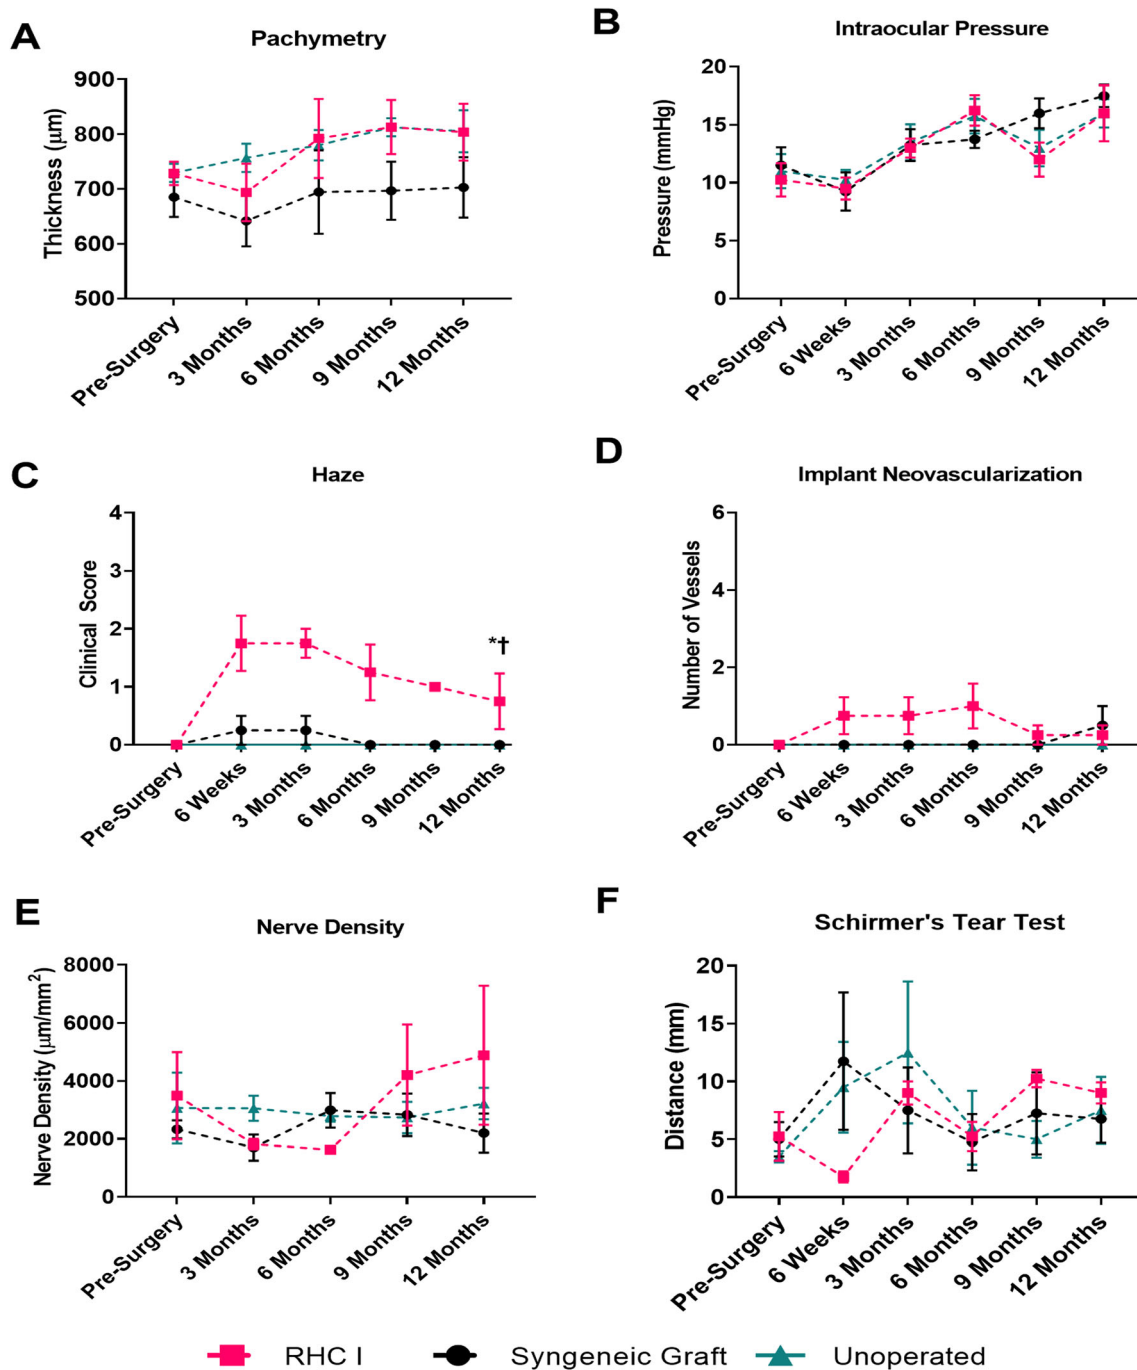 A
Pachymetry
Thickness (μm)
900
800
700
600
500
Pre-Surgery
3 Months
6 Months
9 Months
12 Months
B
Intraocular Pressure
Pressure (mmHg)
20
15
10
5
0
Pre-Surgery
6 Weeks
3 Months
6 Months
9 Months
12 Months
C
Haze
Clinical Score
4
3
2
1
0
*†
Pre-Surgery
6 Weeks
3 Months
6 Months
9 Months
12 Months
D
Implant Neovascularization
Number of Vessels
6
4
2
0
Pre-Surgery
6 Weeks
3 Months
6 Months
9 Months
12 Months
E
Nerve Density
Nerve Density (μm/mm²)
8000
6000
4000
2000
0
Pre-Surgery
3 Months
6 Months
9 Months
12 Months
F
Schirmer's Tear Test
Distance (mm)
20
15
10
5
0
Pre-Surgery
6 Weeks
3 Months
6 Months
9 Months
12 Months
RHC I
Syngeneic Graft
Unoperated